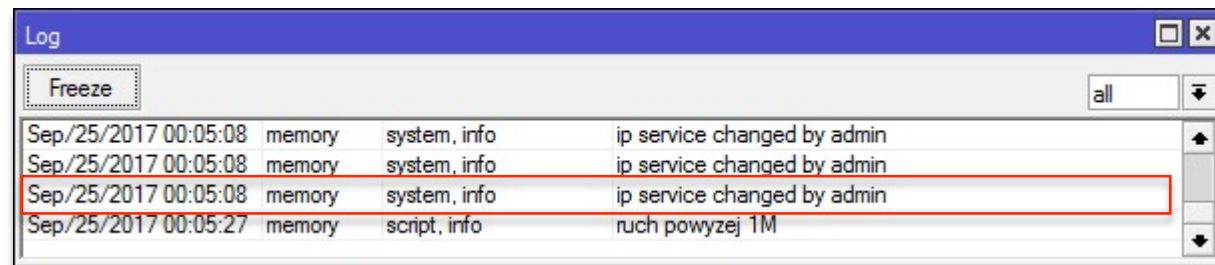 Log
Freeze all
Sep/25/2017 00:05:08 memory system, info ip service changed by admin
Sep/25/2017 00:05:08 memory system, info ip service changed by admin
Sep/25/2017 00:05:08 memory system, info ip service changed by admin
Sep/25/2017 00:05:27 memory script, info ruch powyzej 1M